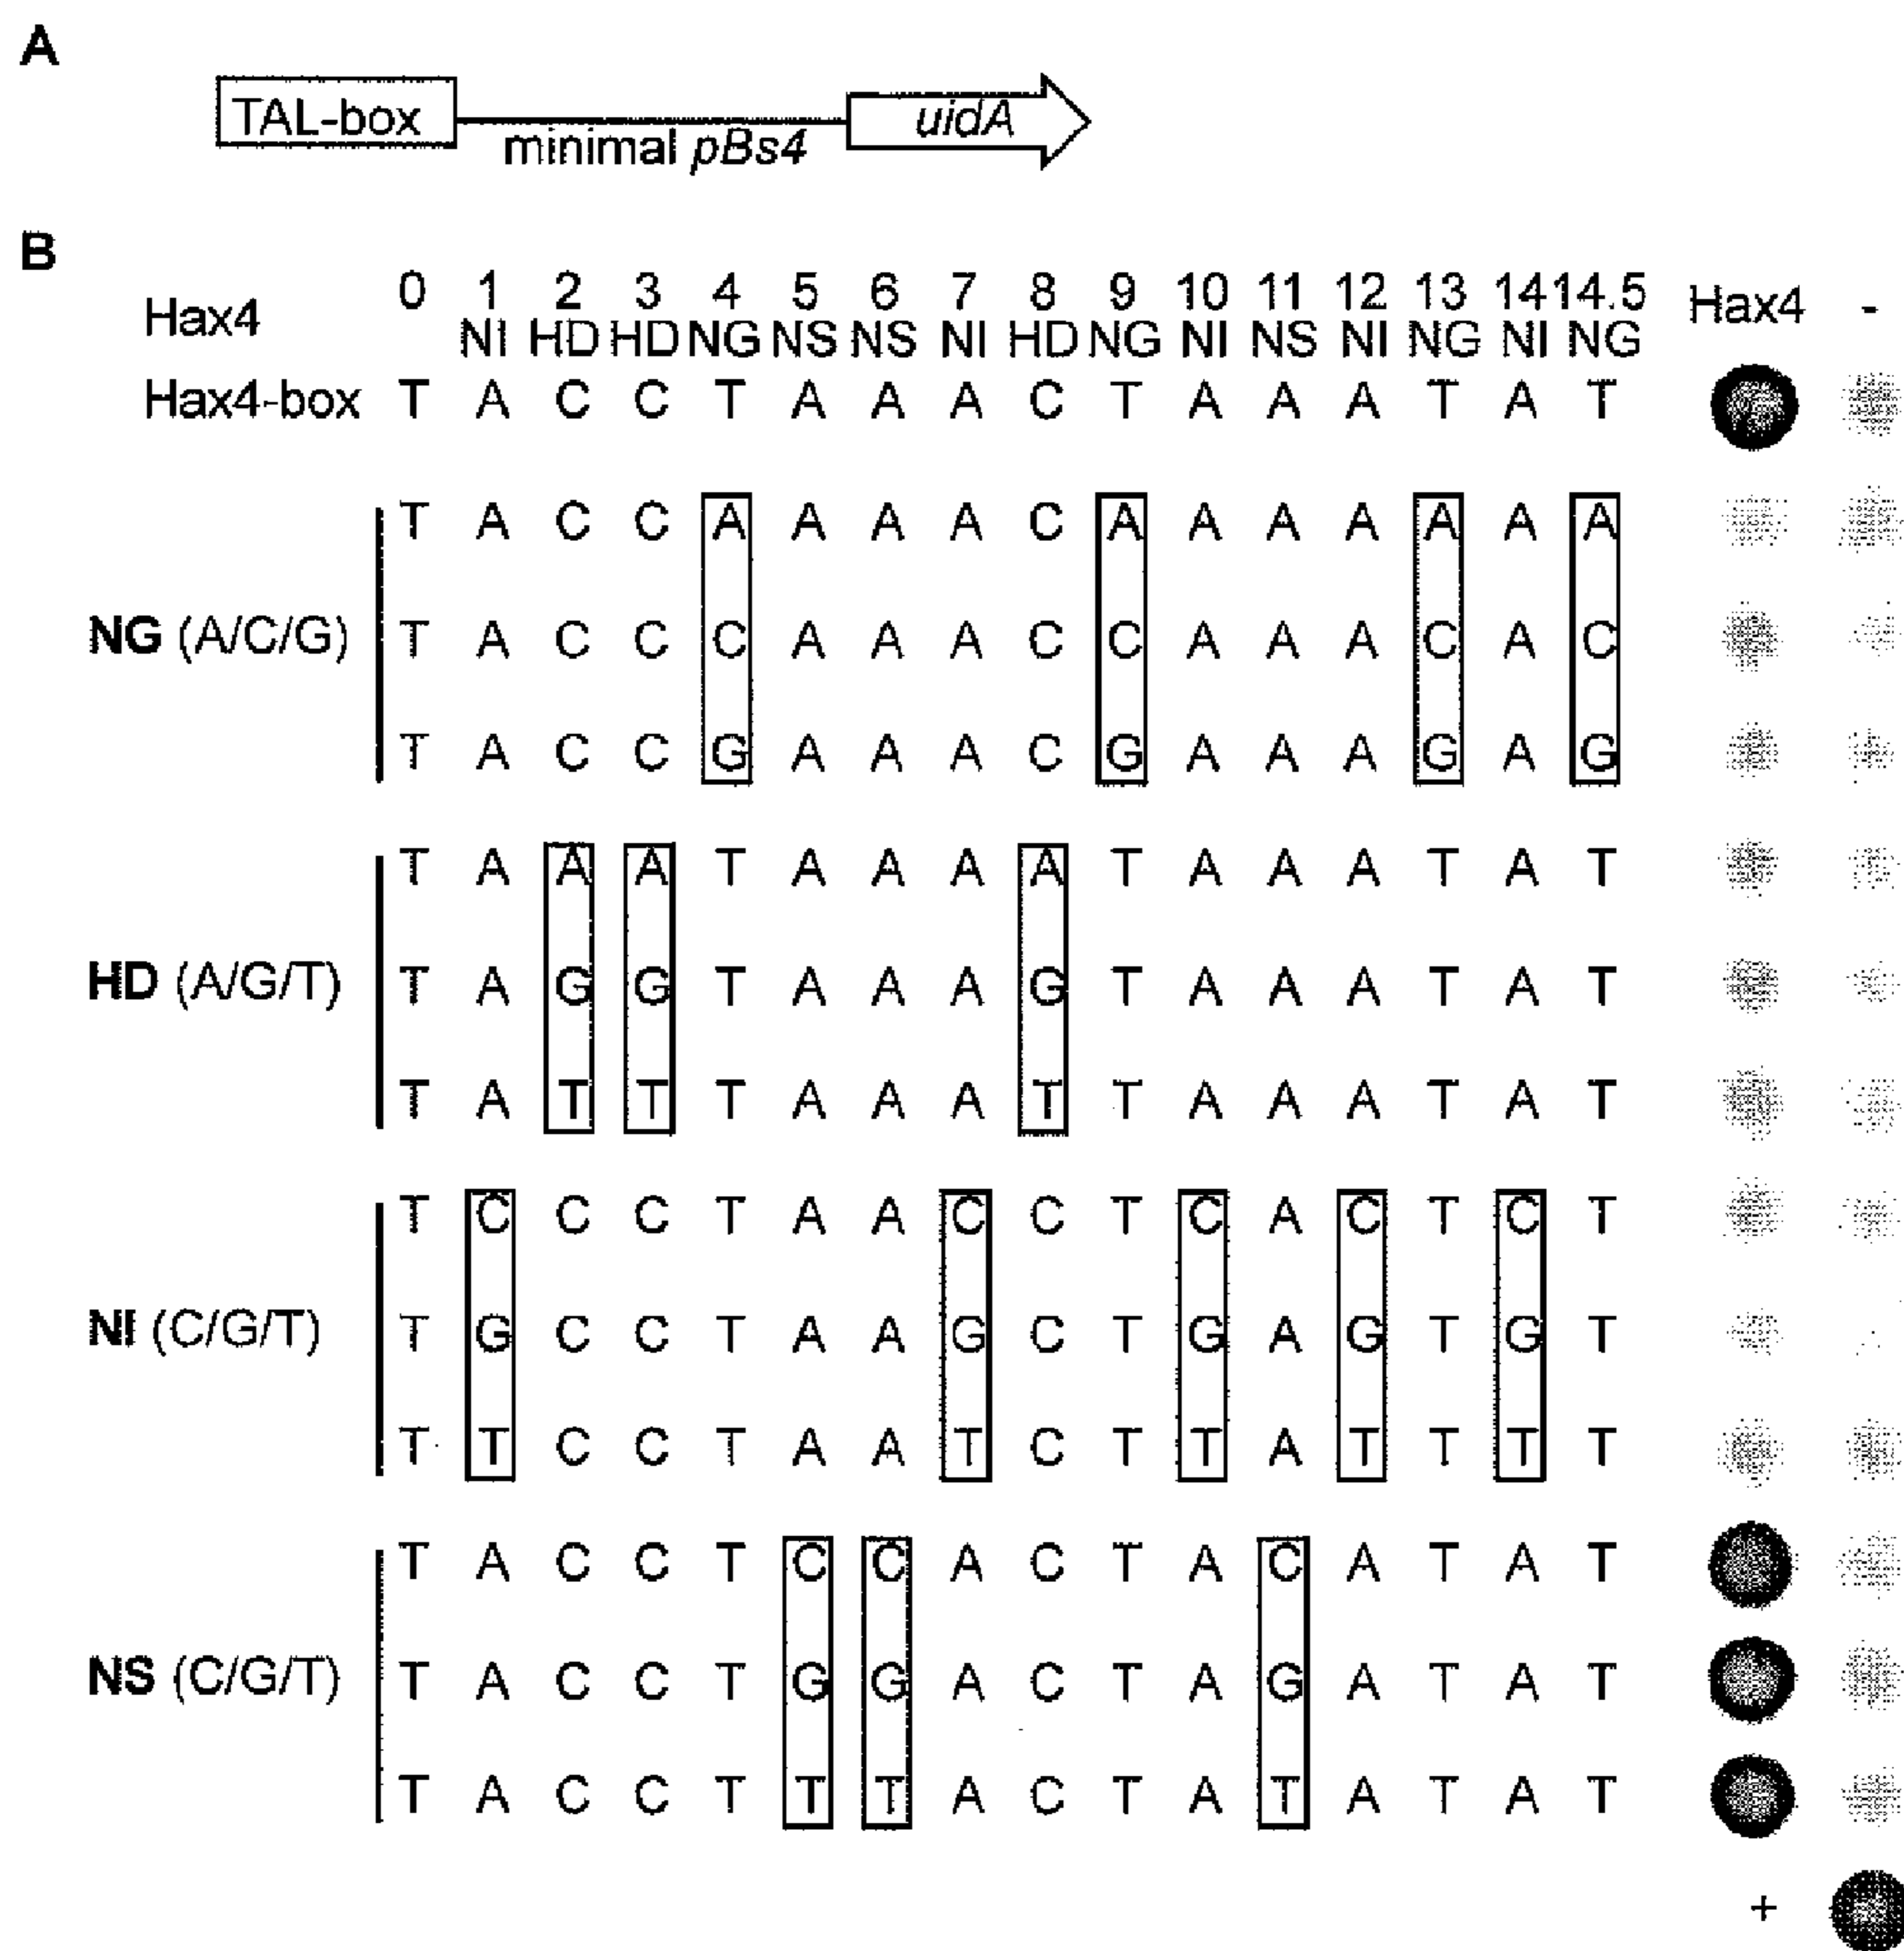 A
TAL-box minimal pBs4 uidA
B
Hax4 0 1 2 3 4 5 6 7 8 9 10 11 12 13 14 14.5 Hax4 -
NI HD HD NG NS NS NI HD NG NI NS NI NG NI NG
Hax4-box T A C C T A A A C T A A A T A T
T A C C A A A A C A A A A A A A
NG (A/C/G) T A C C C A A A C C A A A C A C
T A C C G A A A C G A A A G A G
T A A A T A A A A T A A A T A T
HD (A/G/T) T A G G T A A A G T A A A T A T
T A T T T A A A T T A A A T A T
T C C C T A A C C T C A C T C T
NI (C/G/T) T G C C T A A G C T G A G T G T
T T C C T A A T C T T A T T T T
T A C C T C C A C T A C A T A T
NS (C/G/T) T A C C T G G A C T A G A T A T
T A C C T T T A C T A T A T A T
+